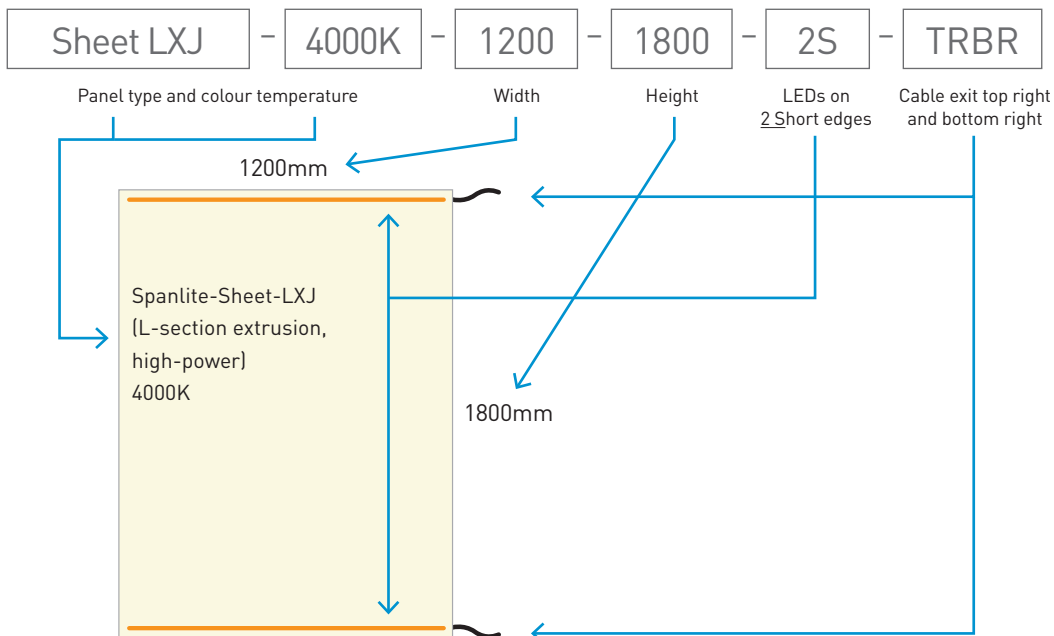 Sheet LXJ – 4000K – 1200 – 1800 – 2S – TRBR
Panel type and colour temperature
Width
Height
LEDs on
2 Short edges
Cable exit top right
and bottom right
1200mm
Spanlite-Sheet-LXJ
(L-section extrusion,
high-power)
4000K
1800mm